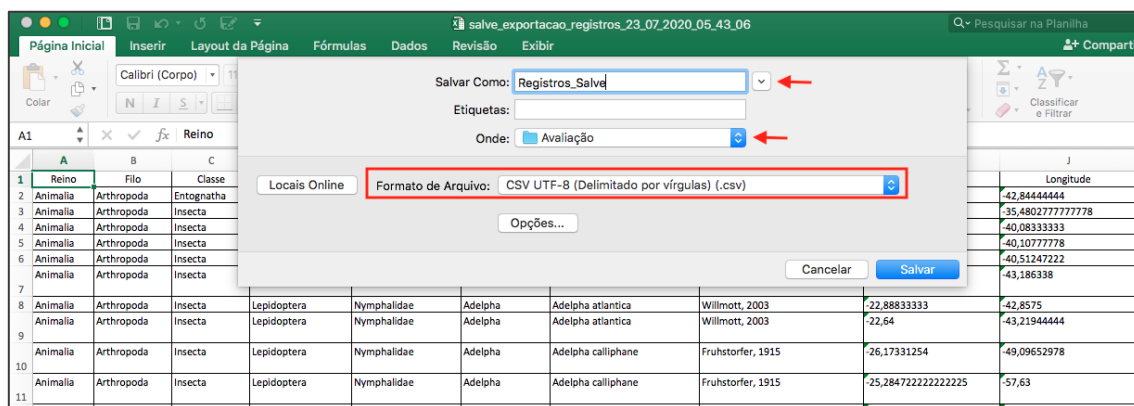 salve_exportacao_registros_23_07_2020_05_43_06
Pesquisar na Planilha
Página Inicial Inserir Layout da Página Fórmulas Dados Revisão Exibir
Comparti
Colar
Calibri (Corpo) 11
N I S
Classificar
e Filtrar
Salvar Como: Registros_Salve
Etiquetas:
Onde: Avaliação
Locais Online
Formato de Arquivo: CSV UTF-8 (Delimitado por vírgulas) (.csv)
Opções...
Cancelar Salvar
A1 fx Reino
A B C J
1 Reino Filo Classe Longitude
2 Animalia Arthropoda Entognatha -42,84444444
3 Animalia Arthropoda Insecta -35,4802777777778
4 Animalia Arthropoda Insecta -40,08333333
5 Animalia Arthropoda Insecta -40,10777778
6 Animalia Arthropoda Insecta -40,51247222
7 Animalia Arthropoda Insecta -43,186338
8 Animalia Arthropoda Insecta Lepidoptera Nymphalidae Adelpha Adelpha atlantica Willmott, 2003 -22,88833333 -42,8575
9 Animalia Arthropoda Insecta Lepidoptera Nymphalidae Adelpha Adelpha atlantica Willmott, 2003 -22,64 -43,21944444
10 Animalia Arthropoda Insecta Lepidoptera Nymphalidae Adelpha Adelpha calliphane Fruhstorfer, 1915 -26,17331254 -49,09652978
11 Animalia Arthropoda Insecta Lepidoptera Nymphalidae Adelpha Adelpha calliphane Fruhstorfer, 1915 -25,284722222222225 -57,63